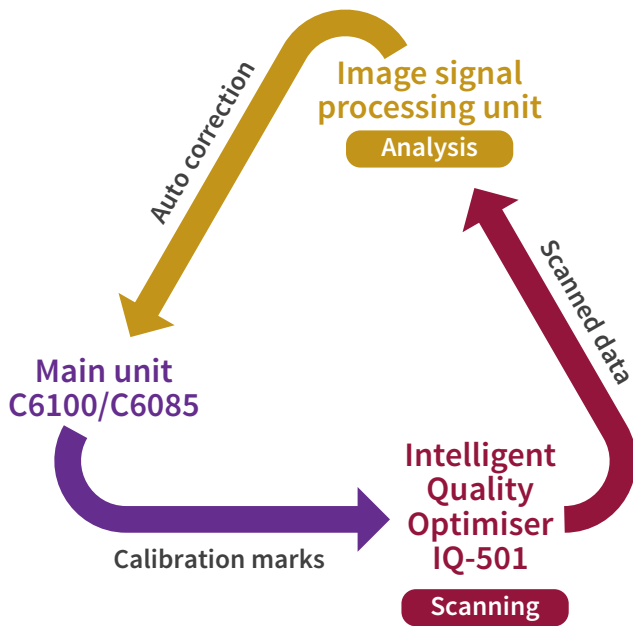 Image signal
processing unit
Analysis
Auto correction
Scanned data
Main unit
C6100/C6085
Calibration marks
Intelligent
Quality
Optimiser
IQ-501
Scanning